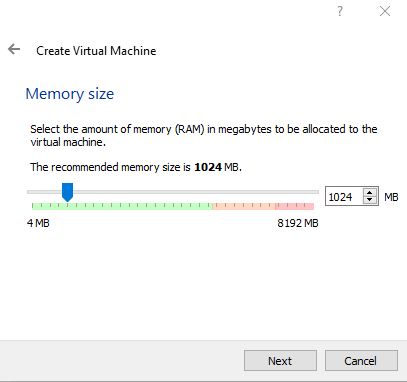 ?
Create Virtual Machine
Memory size
Select the amount of memory (RAM) in megabytes to be allocated to the
virtual machine.
The recommended memory size is 1024 MB.
1024 MB
4 MB 8192 MB
Next Cancel